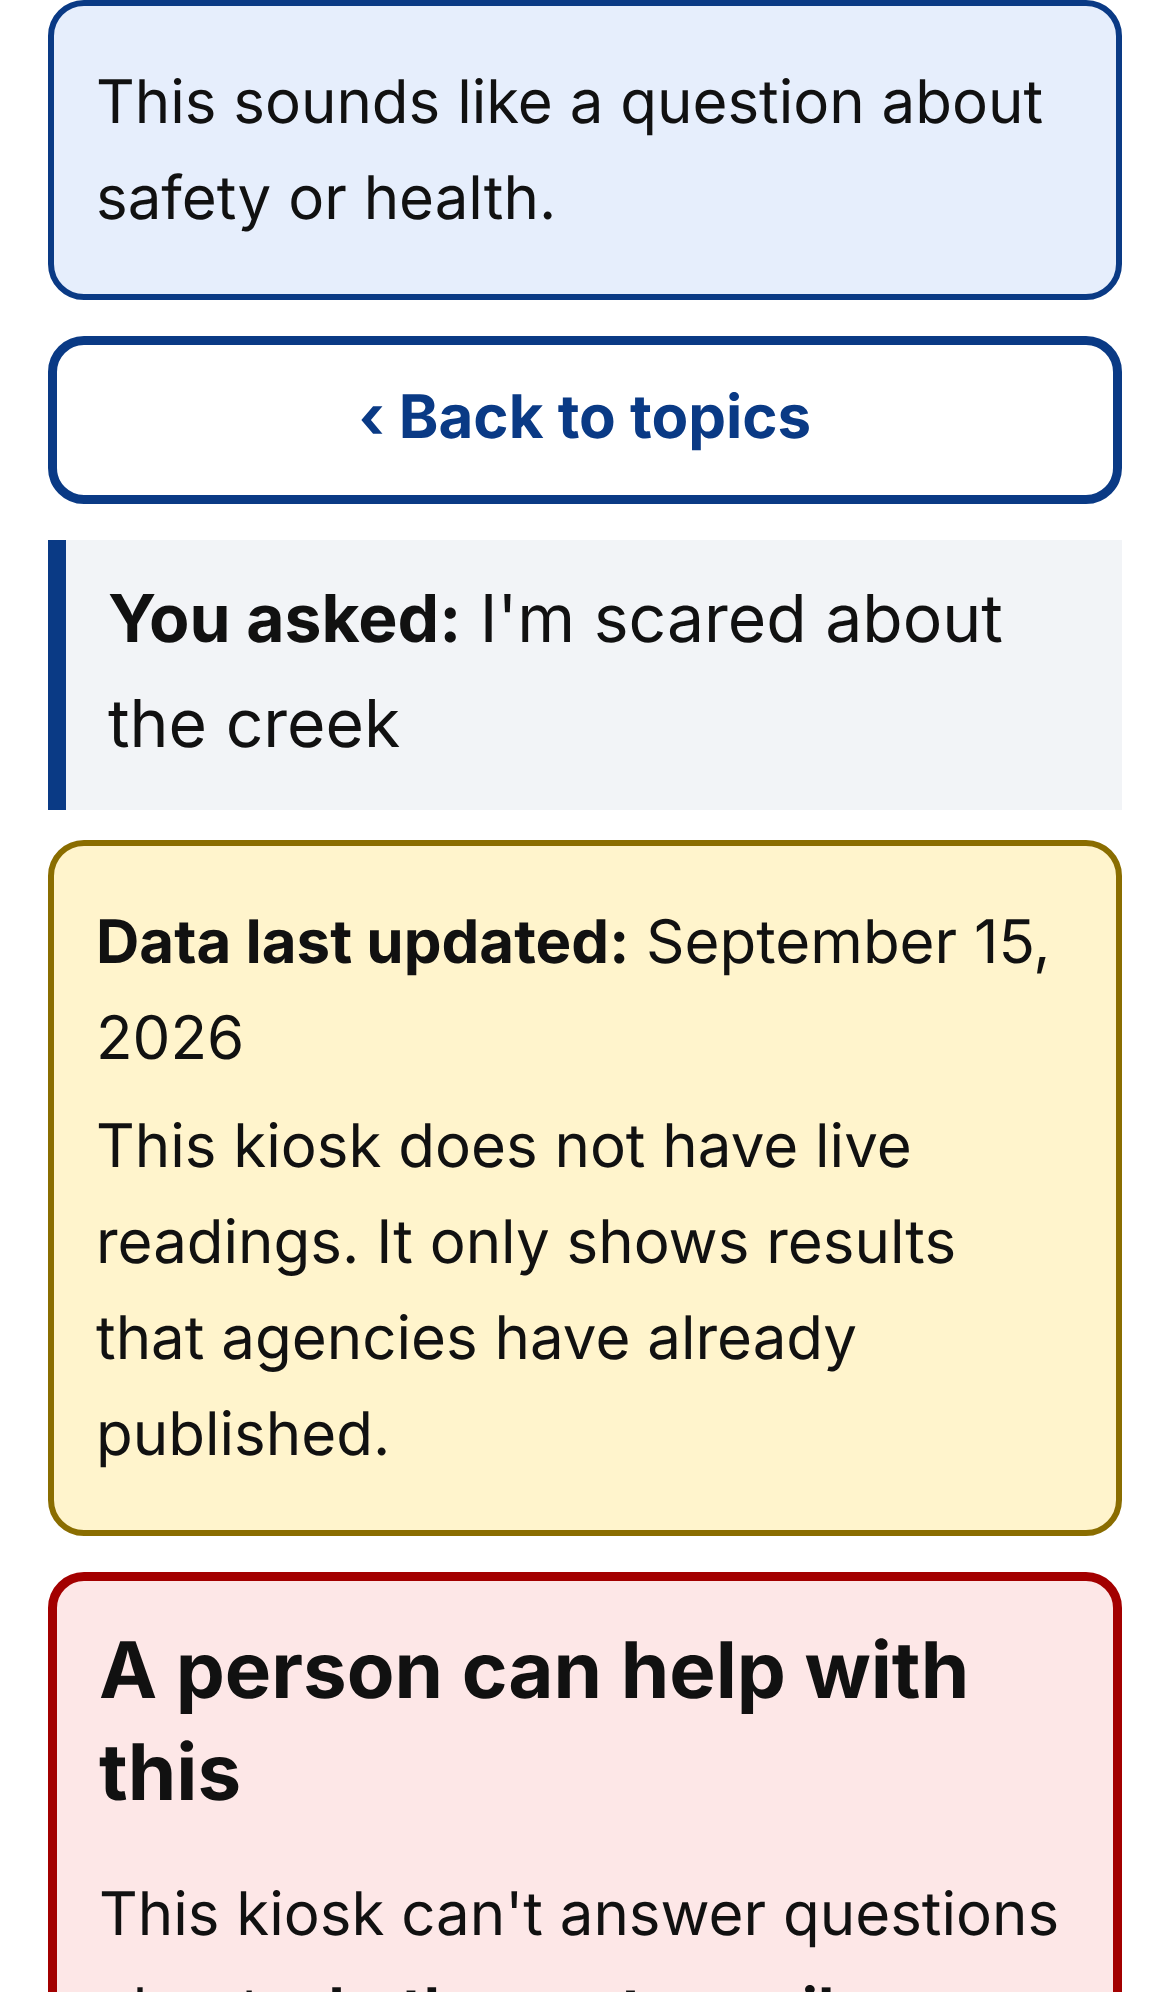 This sounds like a question about
safety or health.
‹ Back to topics
You asked: I'm scared about
the creek
Data last updated: September 15,
2026
This kiosk does not have live
readings. It only shows results
that agencies have already
published.
A person can help with
this
This kiosk can't answer questions